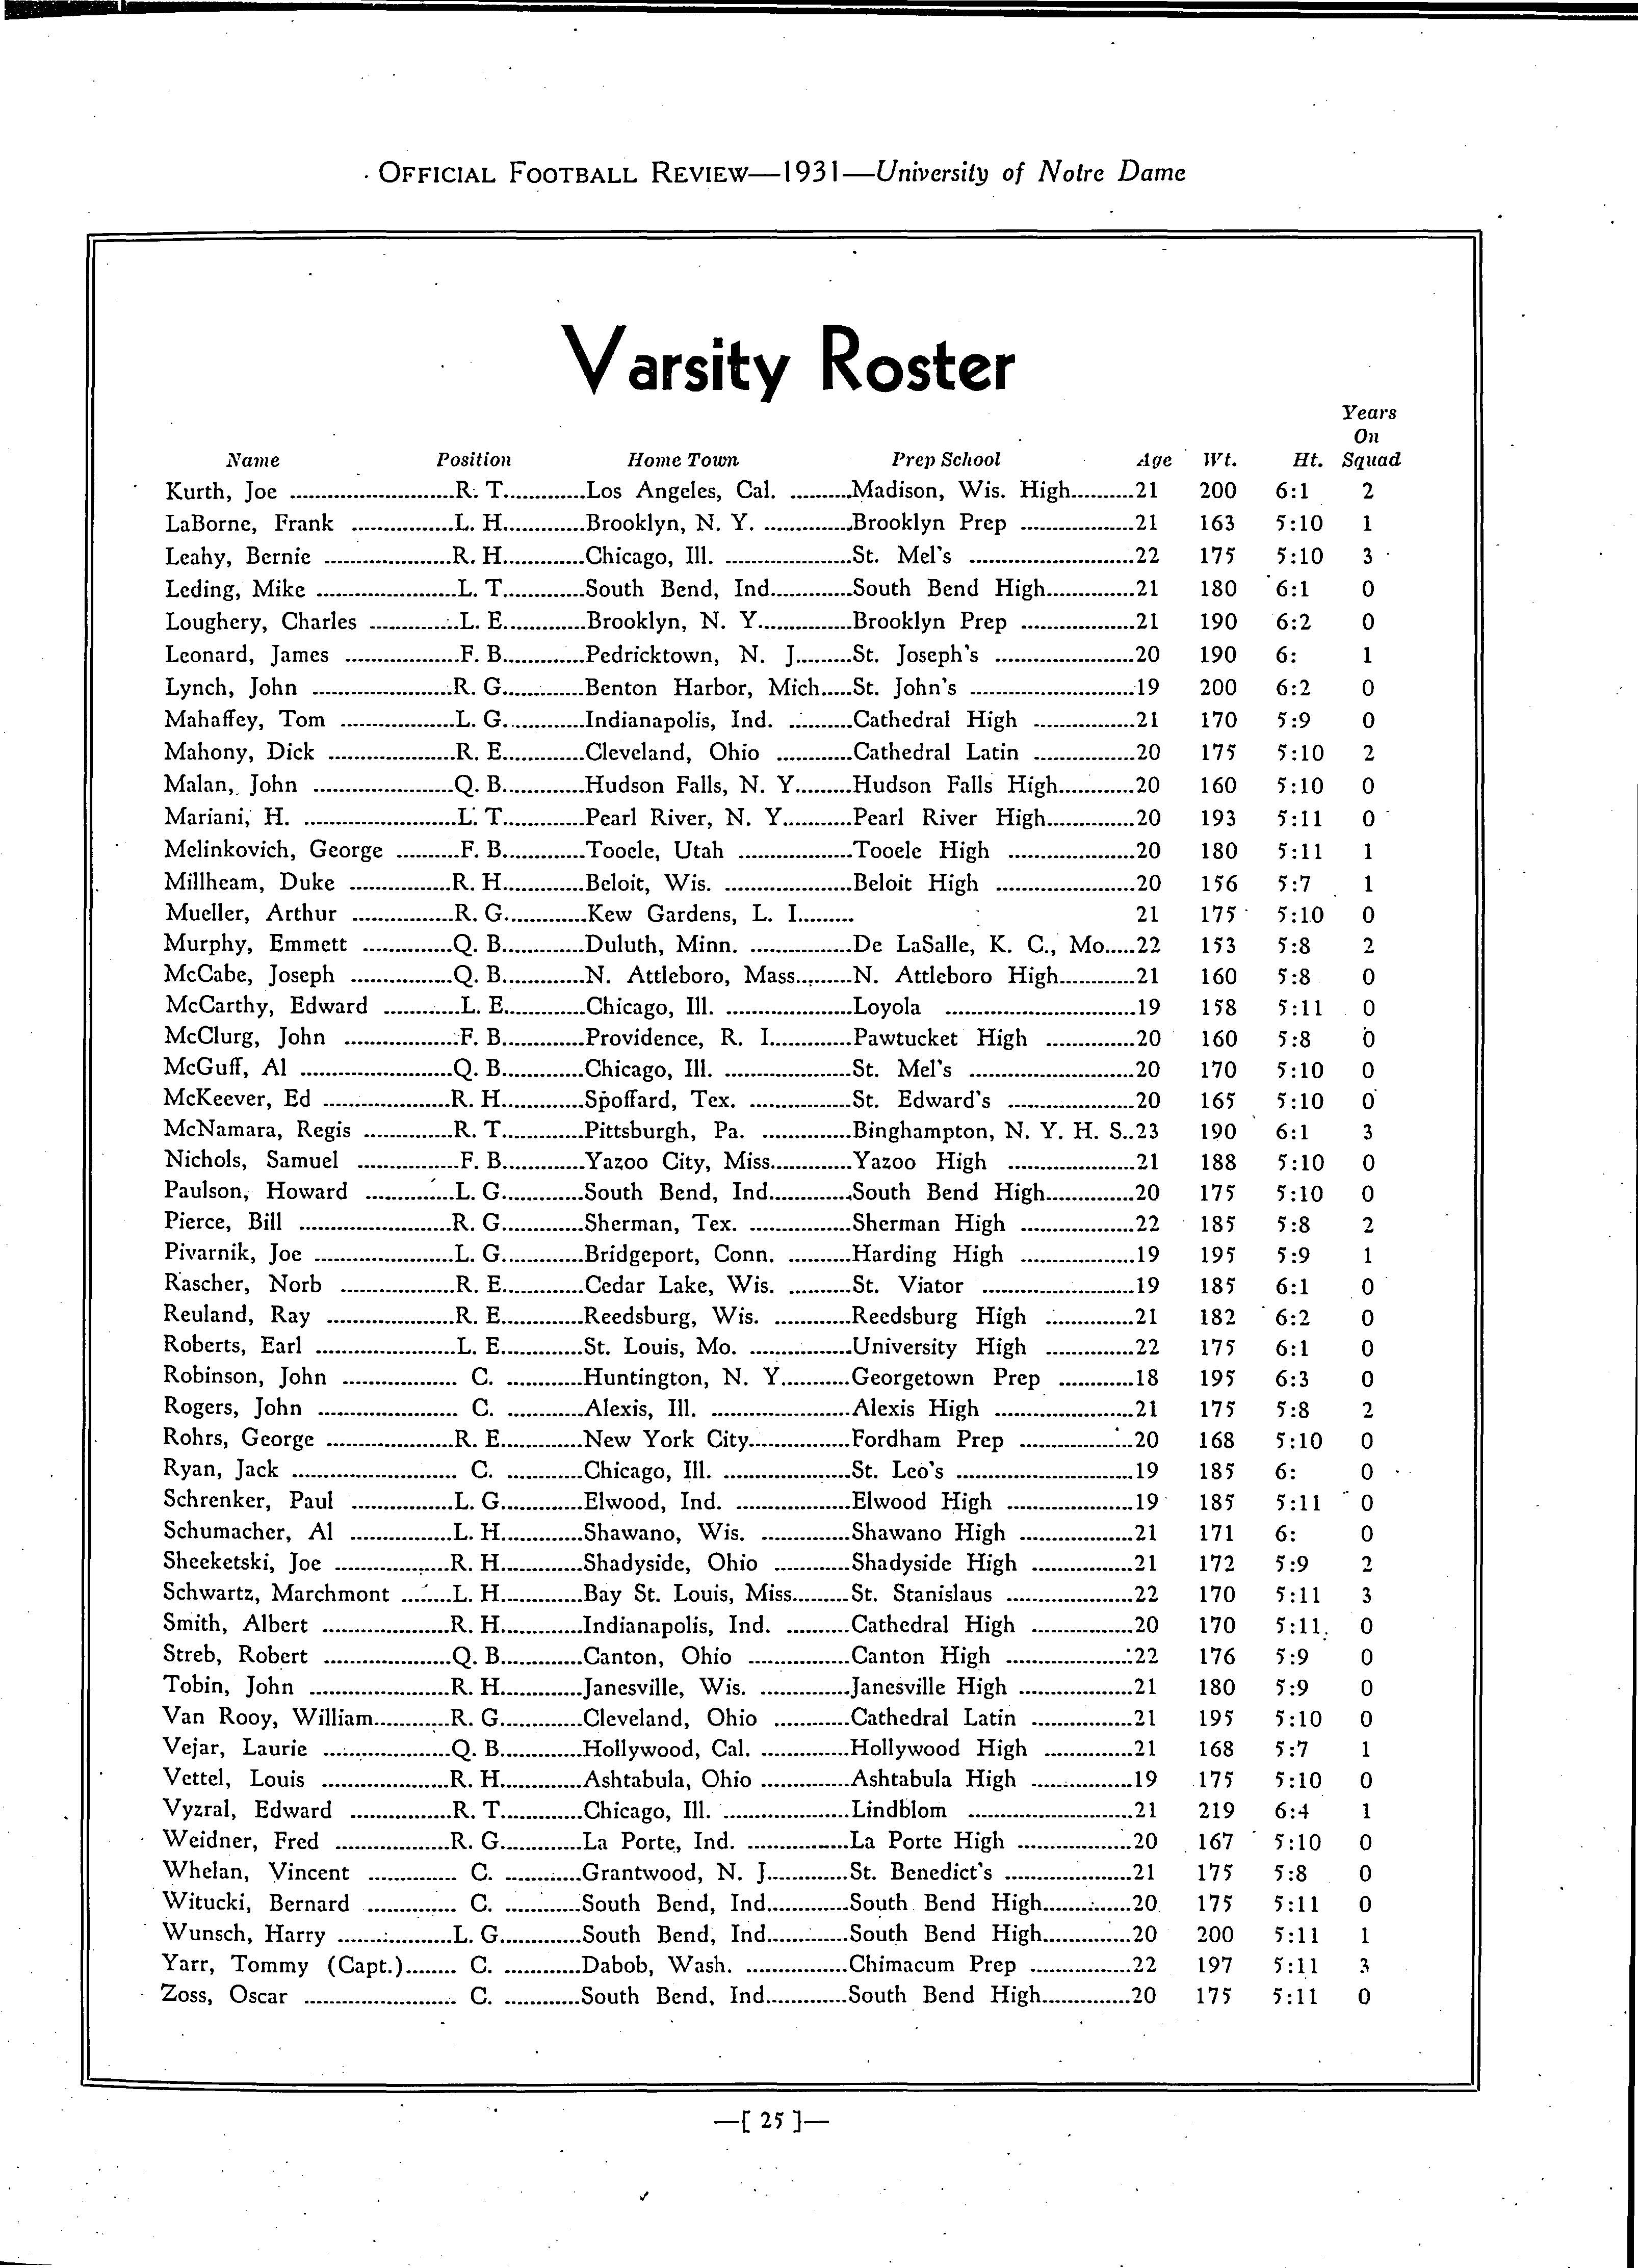 OFFICIAL FOOTBALL REVIEW—1931—University of Notre Dame
Varsity Roster
Years
On
Name Position Home Town Prep School Age Wt. Ht. Squad
Kurth, Joe ........ R. T. ........ Los Angeles, Cal. ........ Madison, Wis. High ........ 21 200 6:1 2
LaBorne, Frank ........ L. H. ........ Brooklyn, N. Y. ........ Brooklyn Prep ........ 21 163 5:10 1
Leahy, Bernie ........ R. H. ........ Chicago, Ill. ........ St. Mel's ........ 22 175 5:10 3
Leding, Mike ........ L. T. ........ South Bend, Ind. ........ South Bend High ........ 21 180 6:1 0
Loughery, Charles ........ L. E. ........ Brooklyn, N. Y. ........ Brooklyn Prep ........ 21 190 6:2 0
Leonard, James ........ F. B. ........ Pedricktown, N. J. ........ St. Joseph's ........ 20 190 6: 1
Lynch, John ........ R. G. ........ Benton Harbor, Mich. ........ St. John's ........ 19 200 6:2 0
Mahaffey, Tom ........ L. G. ........ Indianapolis, Ind. ........ Cathedral High ........ 21 170 5:9 0
Mahony, Dick ........ R. E. ........ Cleveland, Ohio ........ Cathedral Latin ........ 20 175 5:10 2
Malan, John ........ Q. B. ........ Hudson Falls, N. Y. ........ Hudson Falls High ........ 20 160 5:10 0
Mariani, H. ........ L. T. ........ Pearl River, N. Y. ........ Pearl River High ........ 20 193 5:11 0
Melinkovich, George ........ F. B. ........ Tooele, Utah ........ Tooele High ........ 20 180 5:11 1
Millheam, Duke ........ R. H. ........ Beloit, Wis. ........ Beloit High ........ 20 156 5:7 1
Mueller, Arthur ........ R. G. ........ Kew Gardens, L. I. ........ 21 175 5:10 0
Murphy, Emmett ........ Q. B. ........ Duluth, Minn. ........ De LaSalle, K. C., Mo. ........ 22 153 5:8 2
McCabe, Joseph ........ Q. B. ........ N. Attleboro, Mass. ........ N. Attleboro High ........ 21 160 5:8 0
McCarthy, Edward ........ L. E. ........ Chicago, Ill. ........ Loyola ........ 19 158 5:11 0
McClurg, John ........ F. B. ........ Providence, R. I. ........ Pawtucket High ........ 20 160 5:8 0
McGuff, Al ........ Q. B. ........ Chicago, Ill. ........ St. Mel's ........ 20 170 5:10 0
McKeever, Ed ........ R. H. ........ Spoffard, Tex. ........ St. Edward's ........ 20 165 5:10 0
McNamara, Regis ........ R. T. ........ Pittsburgh, Pa. ........ Binghampton, N. Y. H. S. .. 23 190 6:1 3
Nichols, Samuel ........ F. B. ........ Yazoo City, Miss. ........ Yazoo High ........ 21 188 5:10 0
Paulson, Howard ........ L. G. ........ South Bend, Ind. ........ South Bend High ........ 20 175 5:10 0
Pierce, Bill ........ R. G. ........ Sherman, Tex. ........ Sherman High ........ 22 185 5:8 2
Pivarnik, Joe ........ L. G. ........ Bridgeport, Conn. ........ Harding High ........ 19 195 5:9 1
Rascher, Norb ........ R. E. ........ Cedar Lake, Wis. ........ St. Viator ........ 19 185 6:1 0
Reuland, Ray ........ R. E. ........ Reedsburg, Wis. ........ Reedsburg High ........ 21 182 6:2 0
Roberts, Earl ........ L. E. ........ St. Louis, Mo. ........ University High ........ 22 175 6:1 0
Robinson, John ........ C. ........ Huntington, N. Y. ........ Georgetown Prep ........ 18 195 6:3 0
Rogers, John ........ C. ........ Alexis, Ill. ........ Alexis High ........ 21 175 5:8 2
Rohrs, George ........ R. E. ........ New York City ........ Fordham Prep ........ 20 168 5:10 0
Ryan, Jack ........ C. ........ Chicago, Ill. ........ St. Leo's ........ 19 185 6: 0
Schrenker, Paul ........ L. G. ........ Elwood, Ind. ........ Elwood High ........ 19 185 5:11 0
Schumacher, Al ........ L. H. ........ Shawano, Wis. ........ Shawano High ........ 21 171 6: 0
Sheeketski, Joe ........ R. H. ........ Shadyside, Ohio ........ Shadyside High ........ 21 172 5:9 2
Schwartz, Marchmont ........ L. H. ........ Bay St. Louis, Miss. ........ St. Stanislaus ........ 22 170 5:11 3
Smith, Albert ........ R. H. ........ Indianapolis, Ind. ........ Cathedral High ........ 20 170 5:11 0
Streb, Robert ........ Q. B. ........ Canton, Ohio ........ Canton High ........ 22 176 5:9 0
Tobin, John ........ R. H. ........ Janesville, Wis. ........ Janesville High ........ 21 180 5:9 0
Van Rooy, William ........ R. G. ........ Cleveland, Ohio ........ Cathedral Latin ........ 21 195 5:10 0
Vejar, Laurie ........ Q. B. ........ Hollywood, Cal. ........ Hollywood High ........ 21 168 5:7 1
Vettel, Louis ........ R. H. ........ Ashtabula, Ohio ........ Ashtabula High ........ 19 175 5:10 0
Vyzral, Edward ........ R. T. ........ Chicago, Ill. ........ Lindblom ........ 21 219 6:4 1
Weidner, Fred ........ R. G. ........ La Porte, Ind. ........ La Porte High ........ 20 167 5:10 0
Whelan, Vincent ........ C. ........ Grantwood, N. J. ........ St. Benedict's ........ 21 175 5:8 0
Witucki, Bernard ........ C. ........ South Bend, Ind. ........ South Bend High ........ 20 175 5:11 0
Wunsch, Harry ........ L. G. ........ South Bend, Ind. ........ South Bend High ........ 20 200 5:11 1
Yarr, Tommy (Capt.) ........ C. ........ Dabob, Wash. ........ Chimacum Prep ........ 22 197 5:11 3
Zoss, Oscar ........ C. ........ South Bend, Ind. ........ South Bend High ........ 20 175 5:11 0
—[ 25 ]—